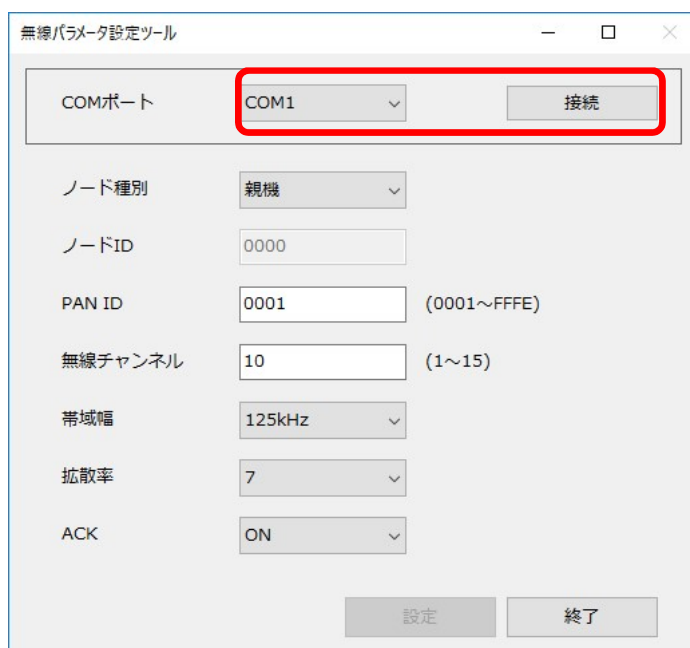 無線パラメータ設定ツール
COMポート COM1 接続
ノード種別 親機
ノードID 0000
PAN ID 0001 (0001～FFFE)
無線チャンネル 10 (1～15)
帯域幅 125kHz
拡散率 7
ACK ON
設定 終了